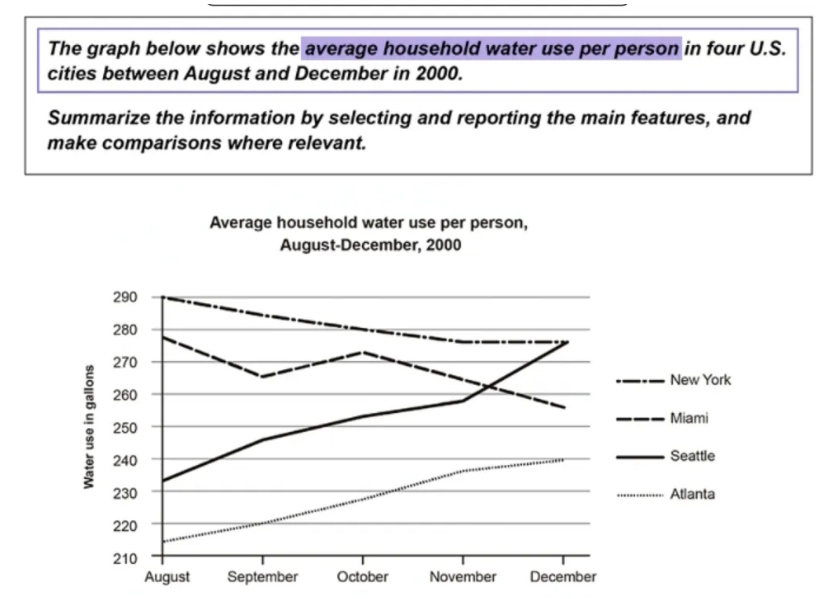 The graph below shows the average household water use per person in four U.S.
cities between August and December in 2000.
Summarize the information by selecting and reporting the main features, and
make comparisons where relevant.
Average household water use per person,
August-December, 2000
Water use in gallons
290
280
270
260
250
240
230
220
210
August September October November December
New York
Miami
Seattle
Atlanta